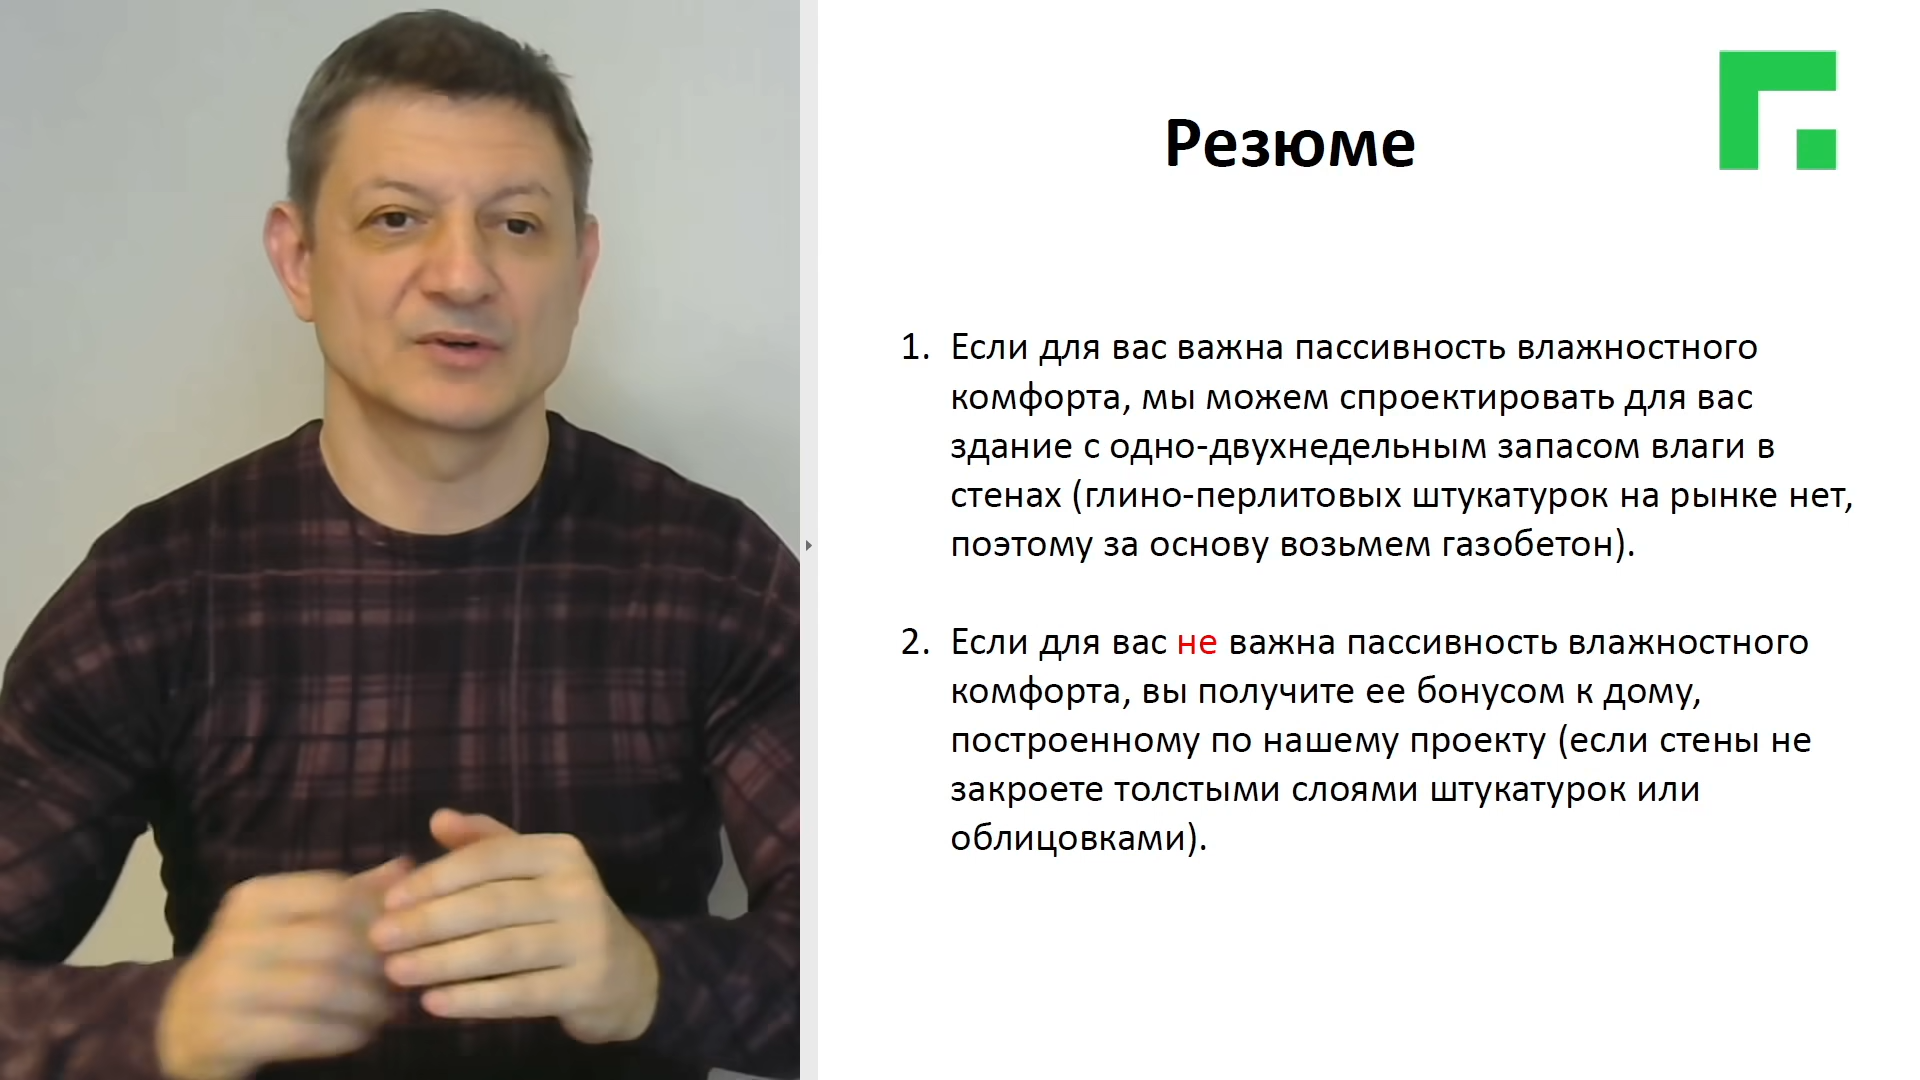 Резюме
1. Если для вас важна пассивность влажностного
комфорта, мы можем спроектировать для вас
здание с одно-двухнедельным запасом влаги в
стенах (глино-перлитовых штукатурок на рынке нет,
поэтому за основу возьмем газобетон).
2. Если для вас не важна пассивность влажностного
комфорта, вы получите ее бонусом к дому,
построенному по нашему проекту (если стены не
закроете толстыми слоями штукатурок или
облицовками).